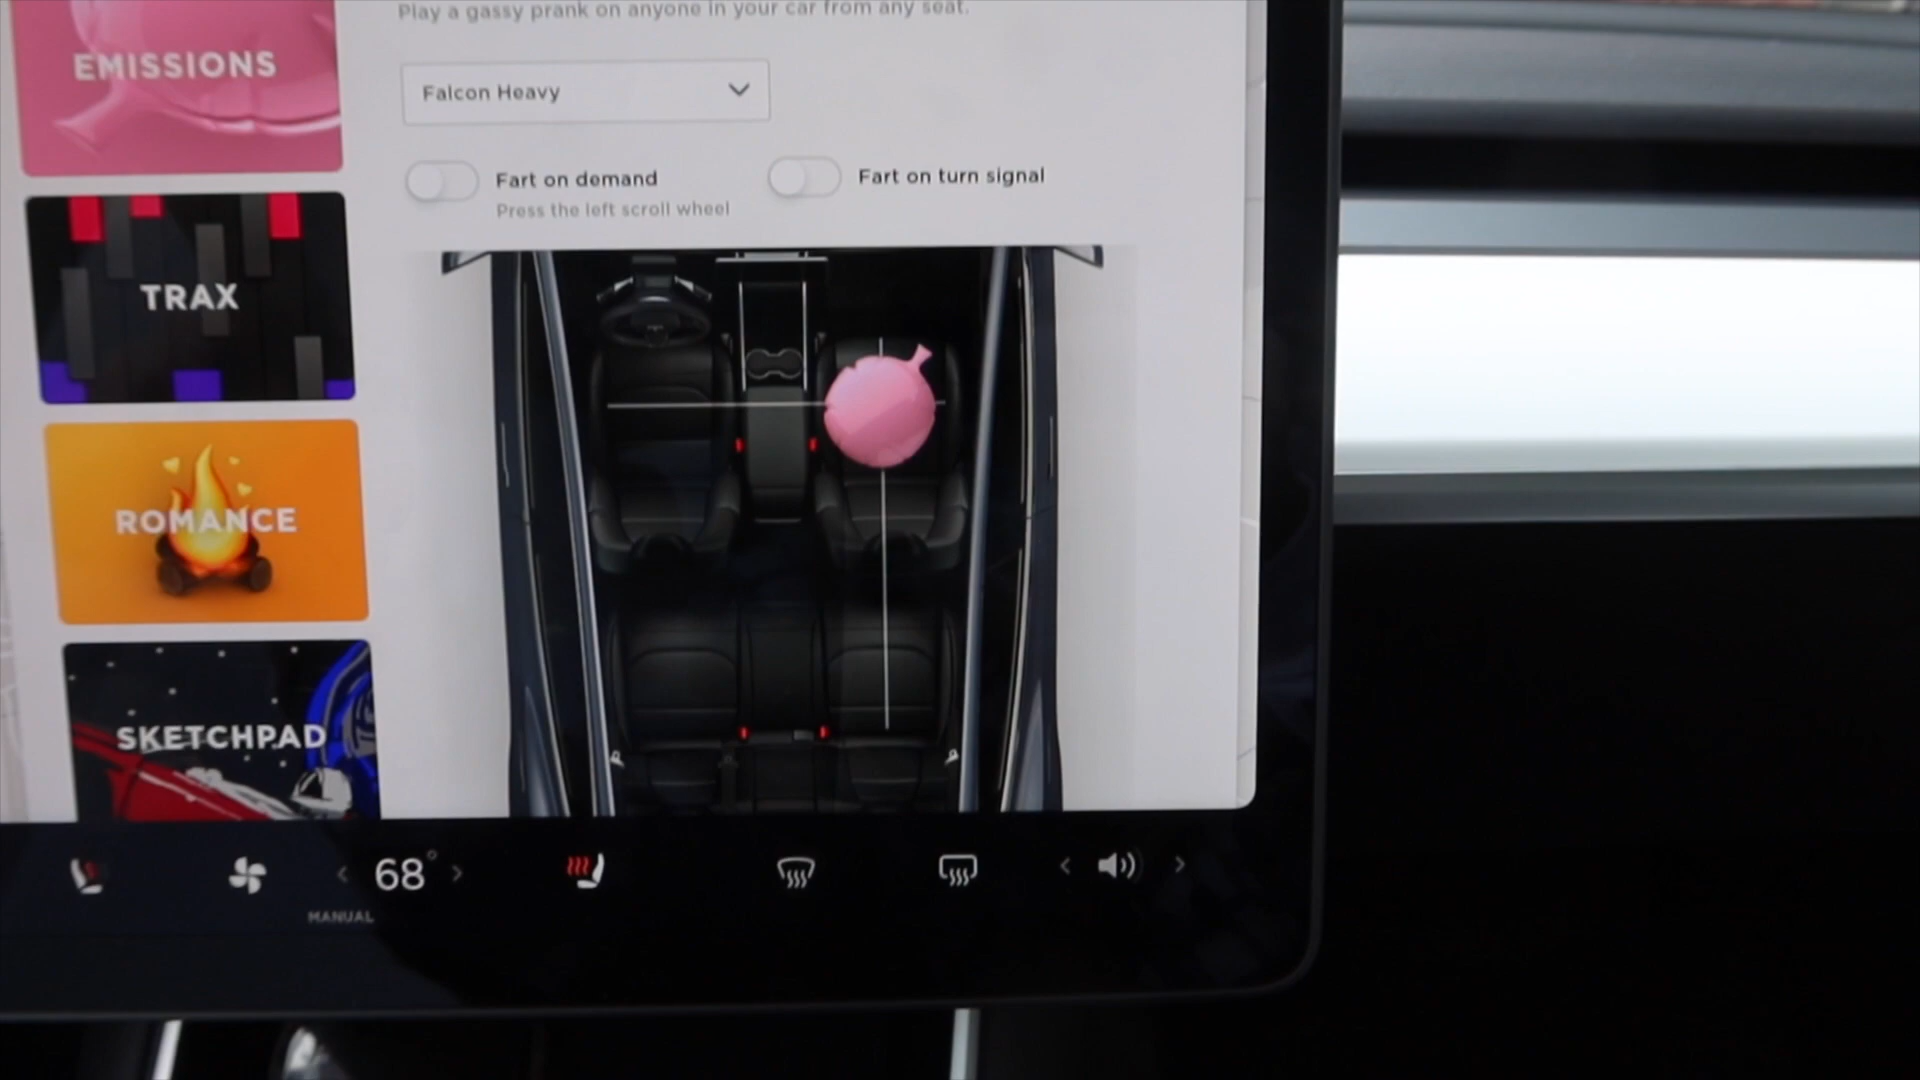 Play a gassy prank on anyone in your car from any seat.
EMISSIONS
Falcon Heavy
Fart on demand
Press the left scroll wheel
Fart on turn signal
TRAX
ROMANCE
SKETCHPAD
68°
MANUAL